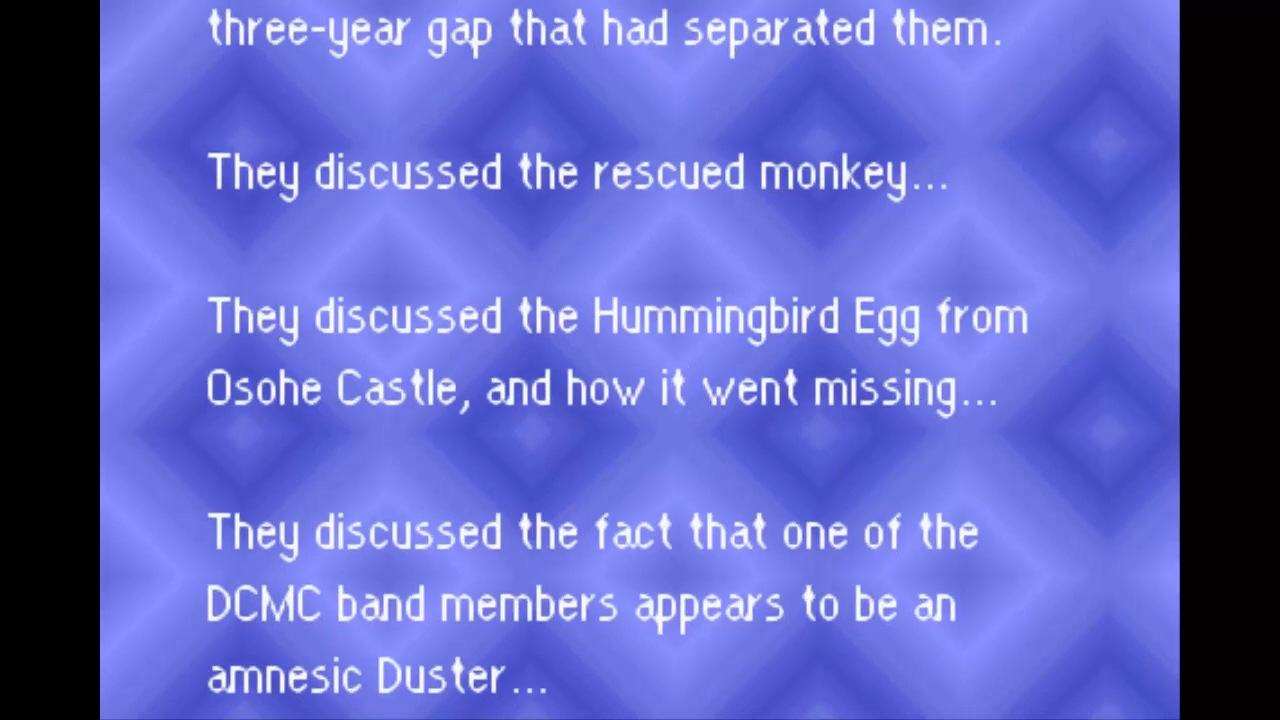 three-year gap that had separated them.
They discussed the rescued monkey...
They discussed the Hummingbird Egg from
Osohe Castle, and how it went missing...
They discussed the fact that one of the
DCMC band members appears to be an
amnesic Duster...